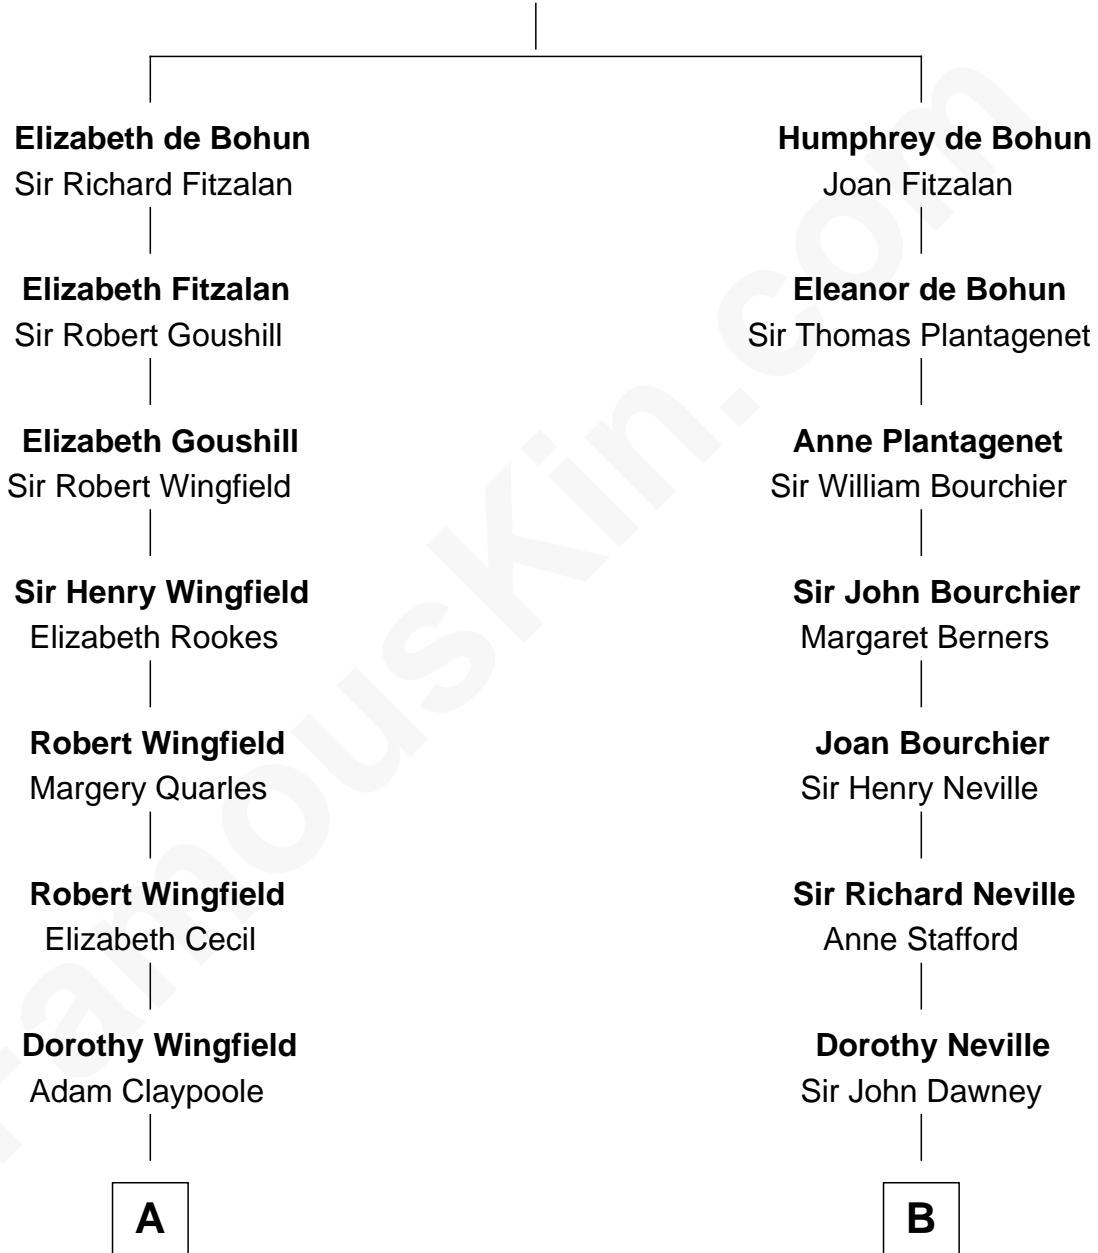 Elizabeth de Bohun
Sir Richard Fitzalan
Humphrey de Bohun
Joan Fitzalan
Elizabeth Fitzalan
Sir Robert Goushill
Eleanor de Bohun
Sir Thomas Plantagenet
Elizabeth Goushill
Sir Robert Wingfield
Anne Plantagenet
Sir William Bourchier
Sir Henry Wingfield
Elizabeth Rookes
Sir John Bourchier
Margaret Berners
Robert Wingfield
Margery Quarles
Joan Bourchier
Sir Henry Neville
Robert Wingfield
Elizabeth Cecil
Sir Richard Neville
Anne Stafford
Dorothy Wingfield
Adam Claypoole
Dorothy Neville
Sir John Dawney
A
B
FamousKin.com